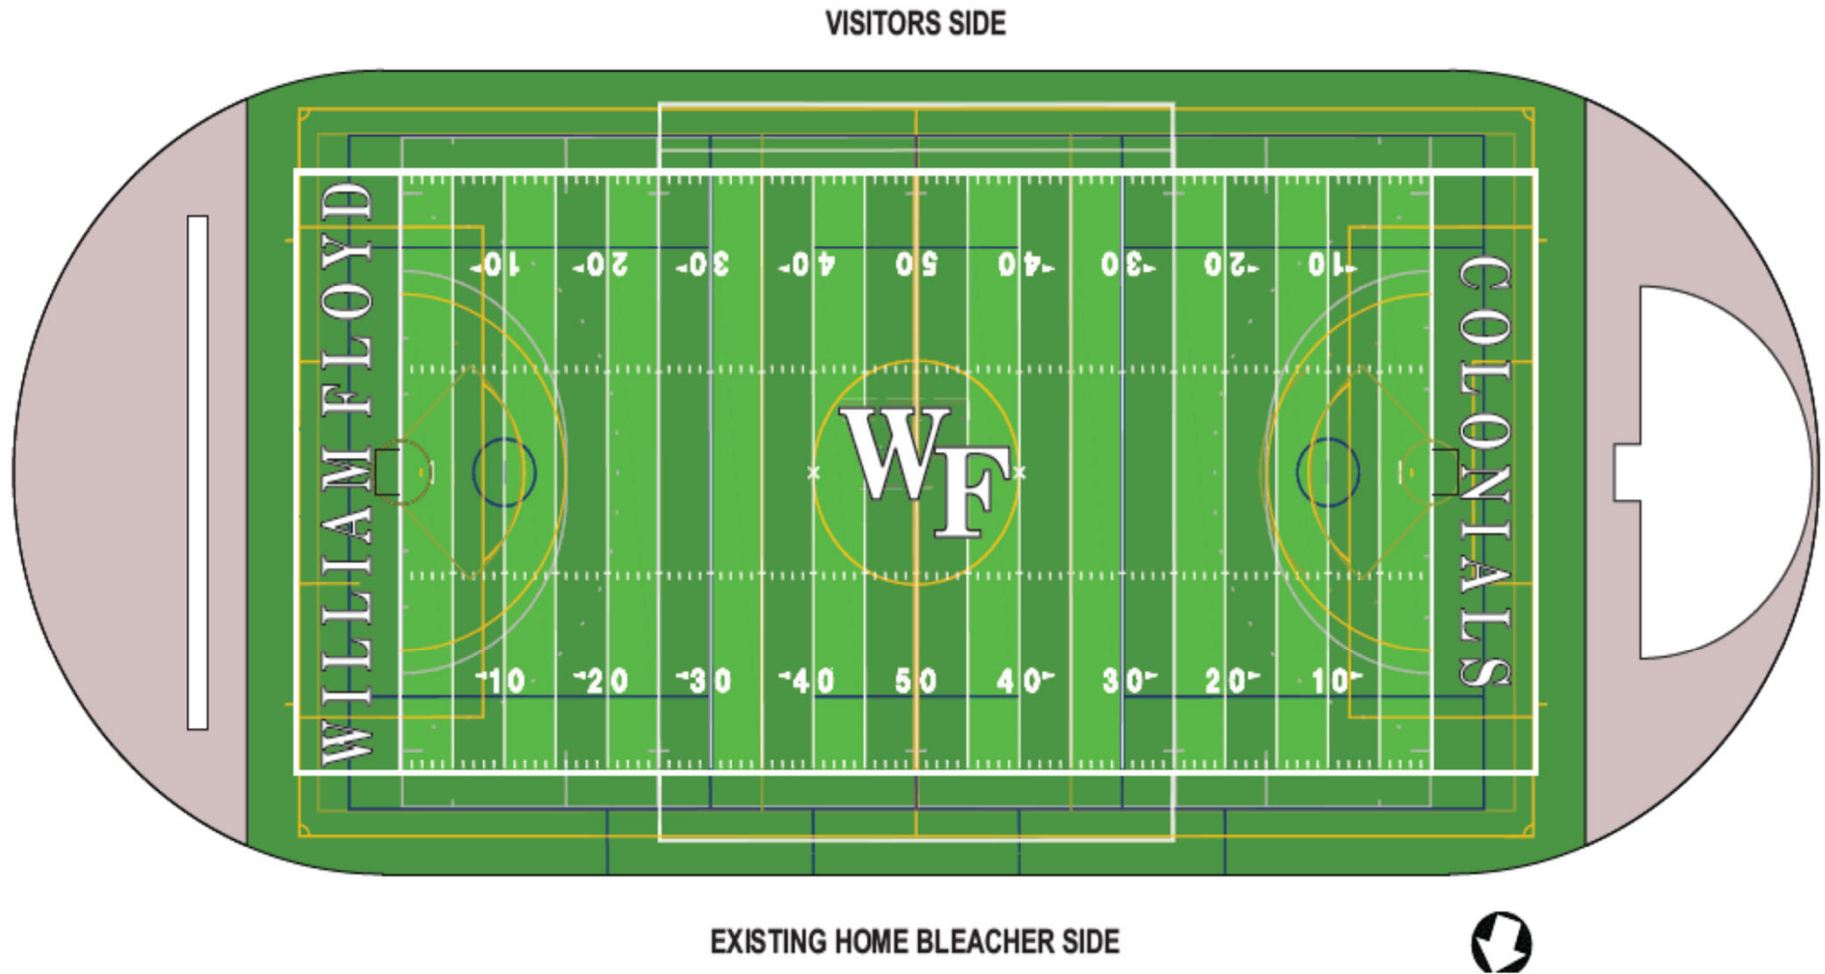 VISITORS SIDE
WILLIAM FLOYD
10 20 30 40 50 40 30 20 10
COLONIALS
WF
10 20 30 40 50 40 30 20 10
EXISTING HOME BLEACHER SIDE